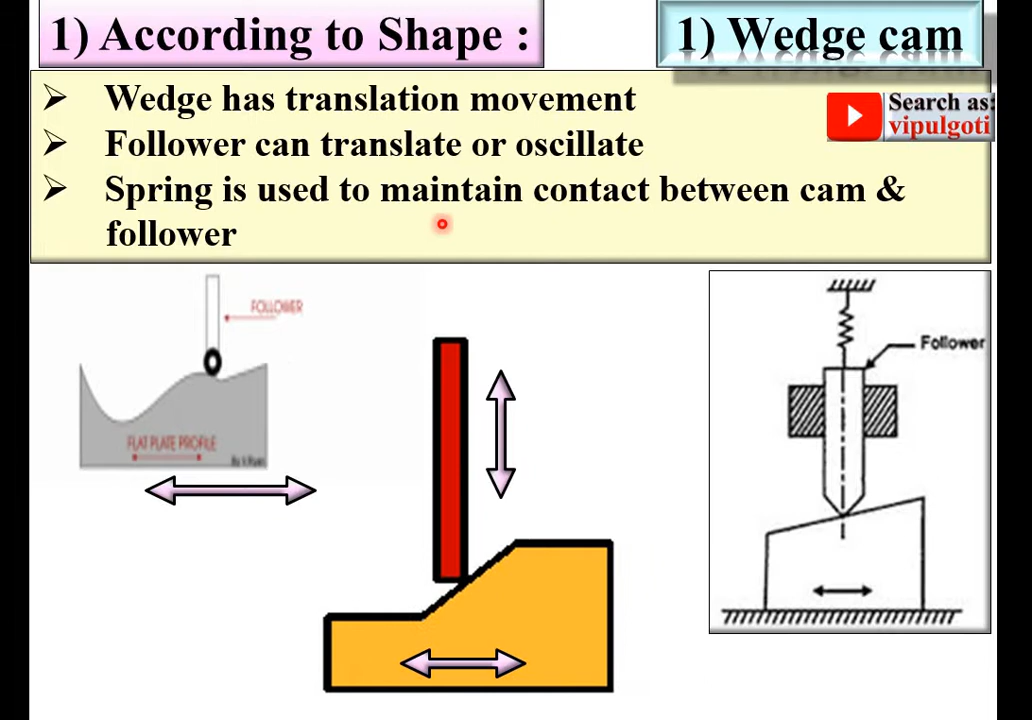 1) According to Shape :
1) Wedge cam
➢ Wedge has translation movement
➢ Follower can translate or oscillate
➢ Spring is used to maintain contact between cam &
follower
Search as:
vipulgoti
FOLLOWER
FLAT PLATE PROFILE
Follower